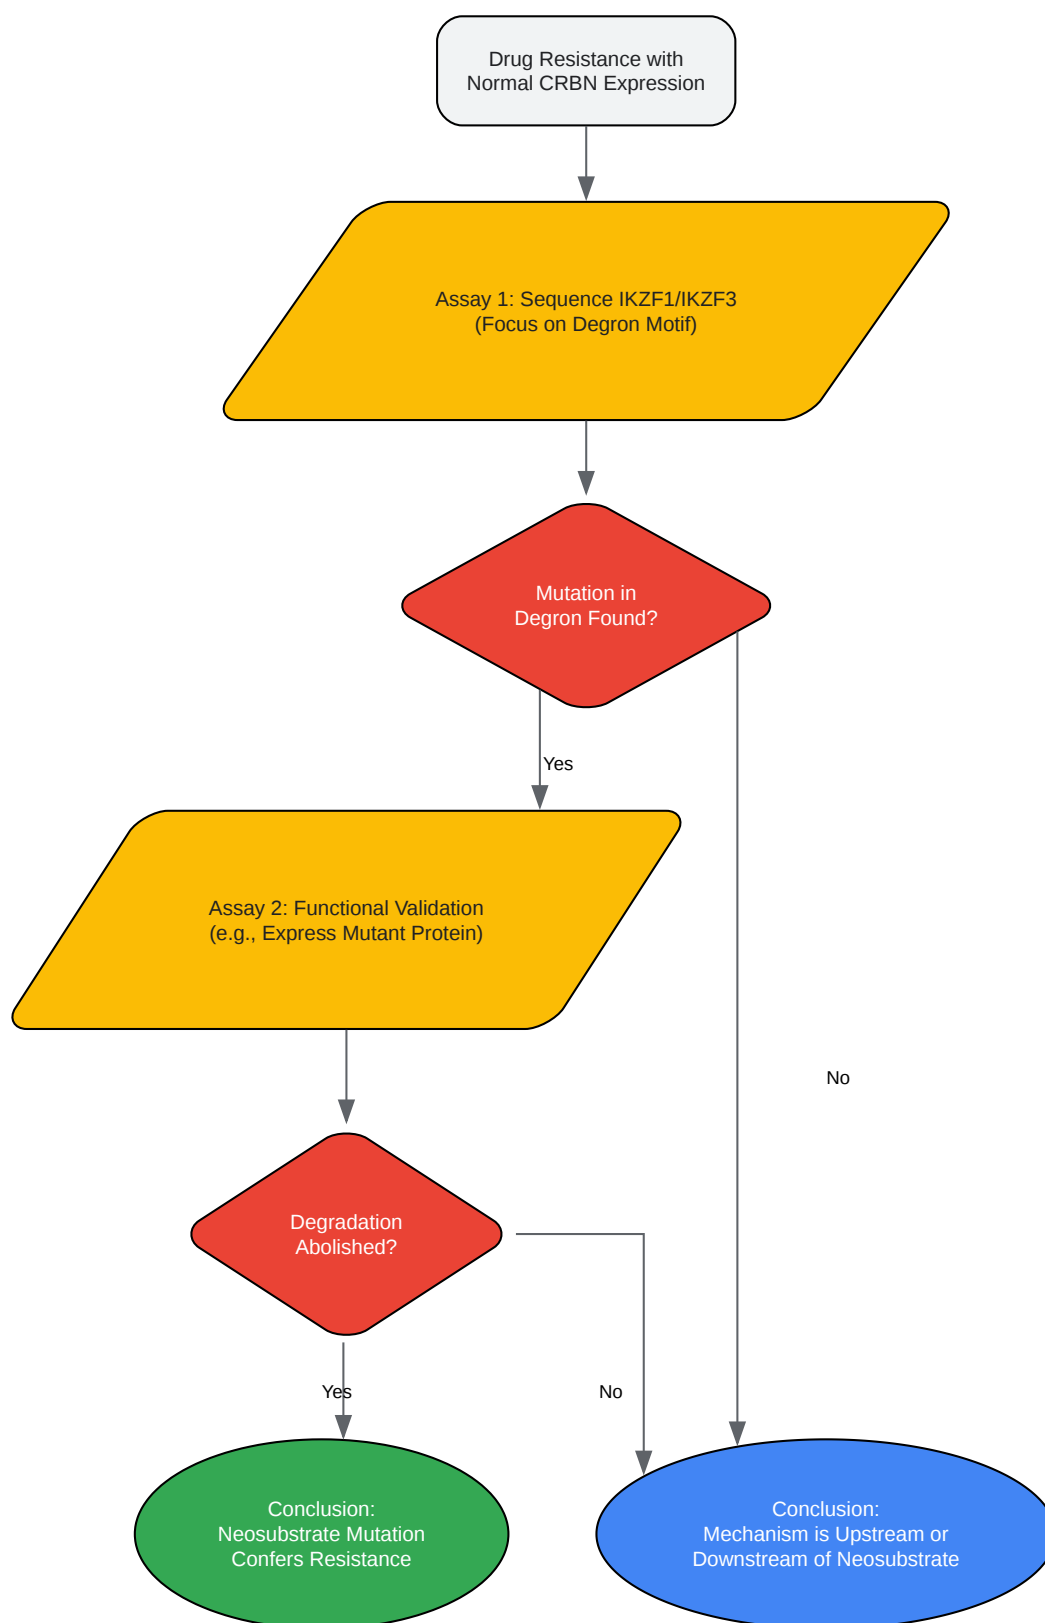 Drug Resistance with
Normal CRBN Expression
Assay 1: Sequence IKZF1/IKZF3
(Focus on Degron Motif)
Mutation in
Degron Found?
Yes
Assay 2: Functional Validation
(e.g., Express Mutant Protein)
No
Degradation
Abolished?
Yes
No
Conclusion:
Neosubstrate Mutation
Confers Resistance
Conclusion:
Mechanism is Upstream or
Downstream of Neosubstrate